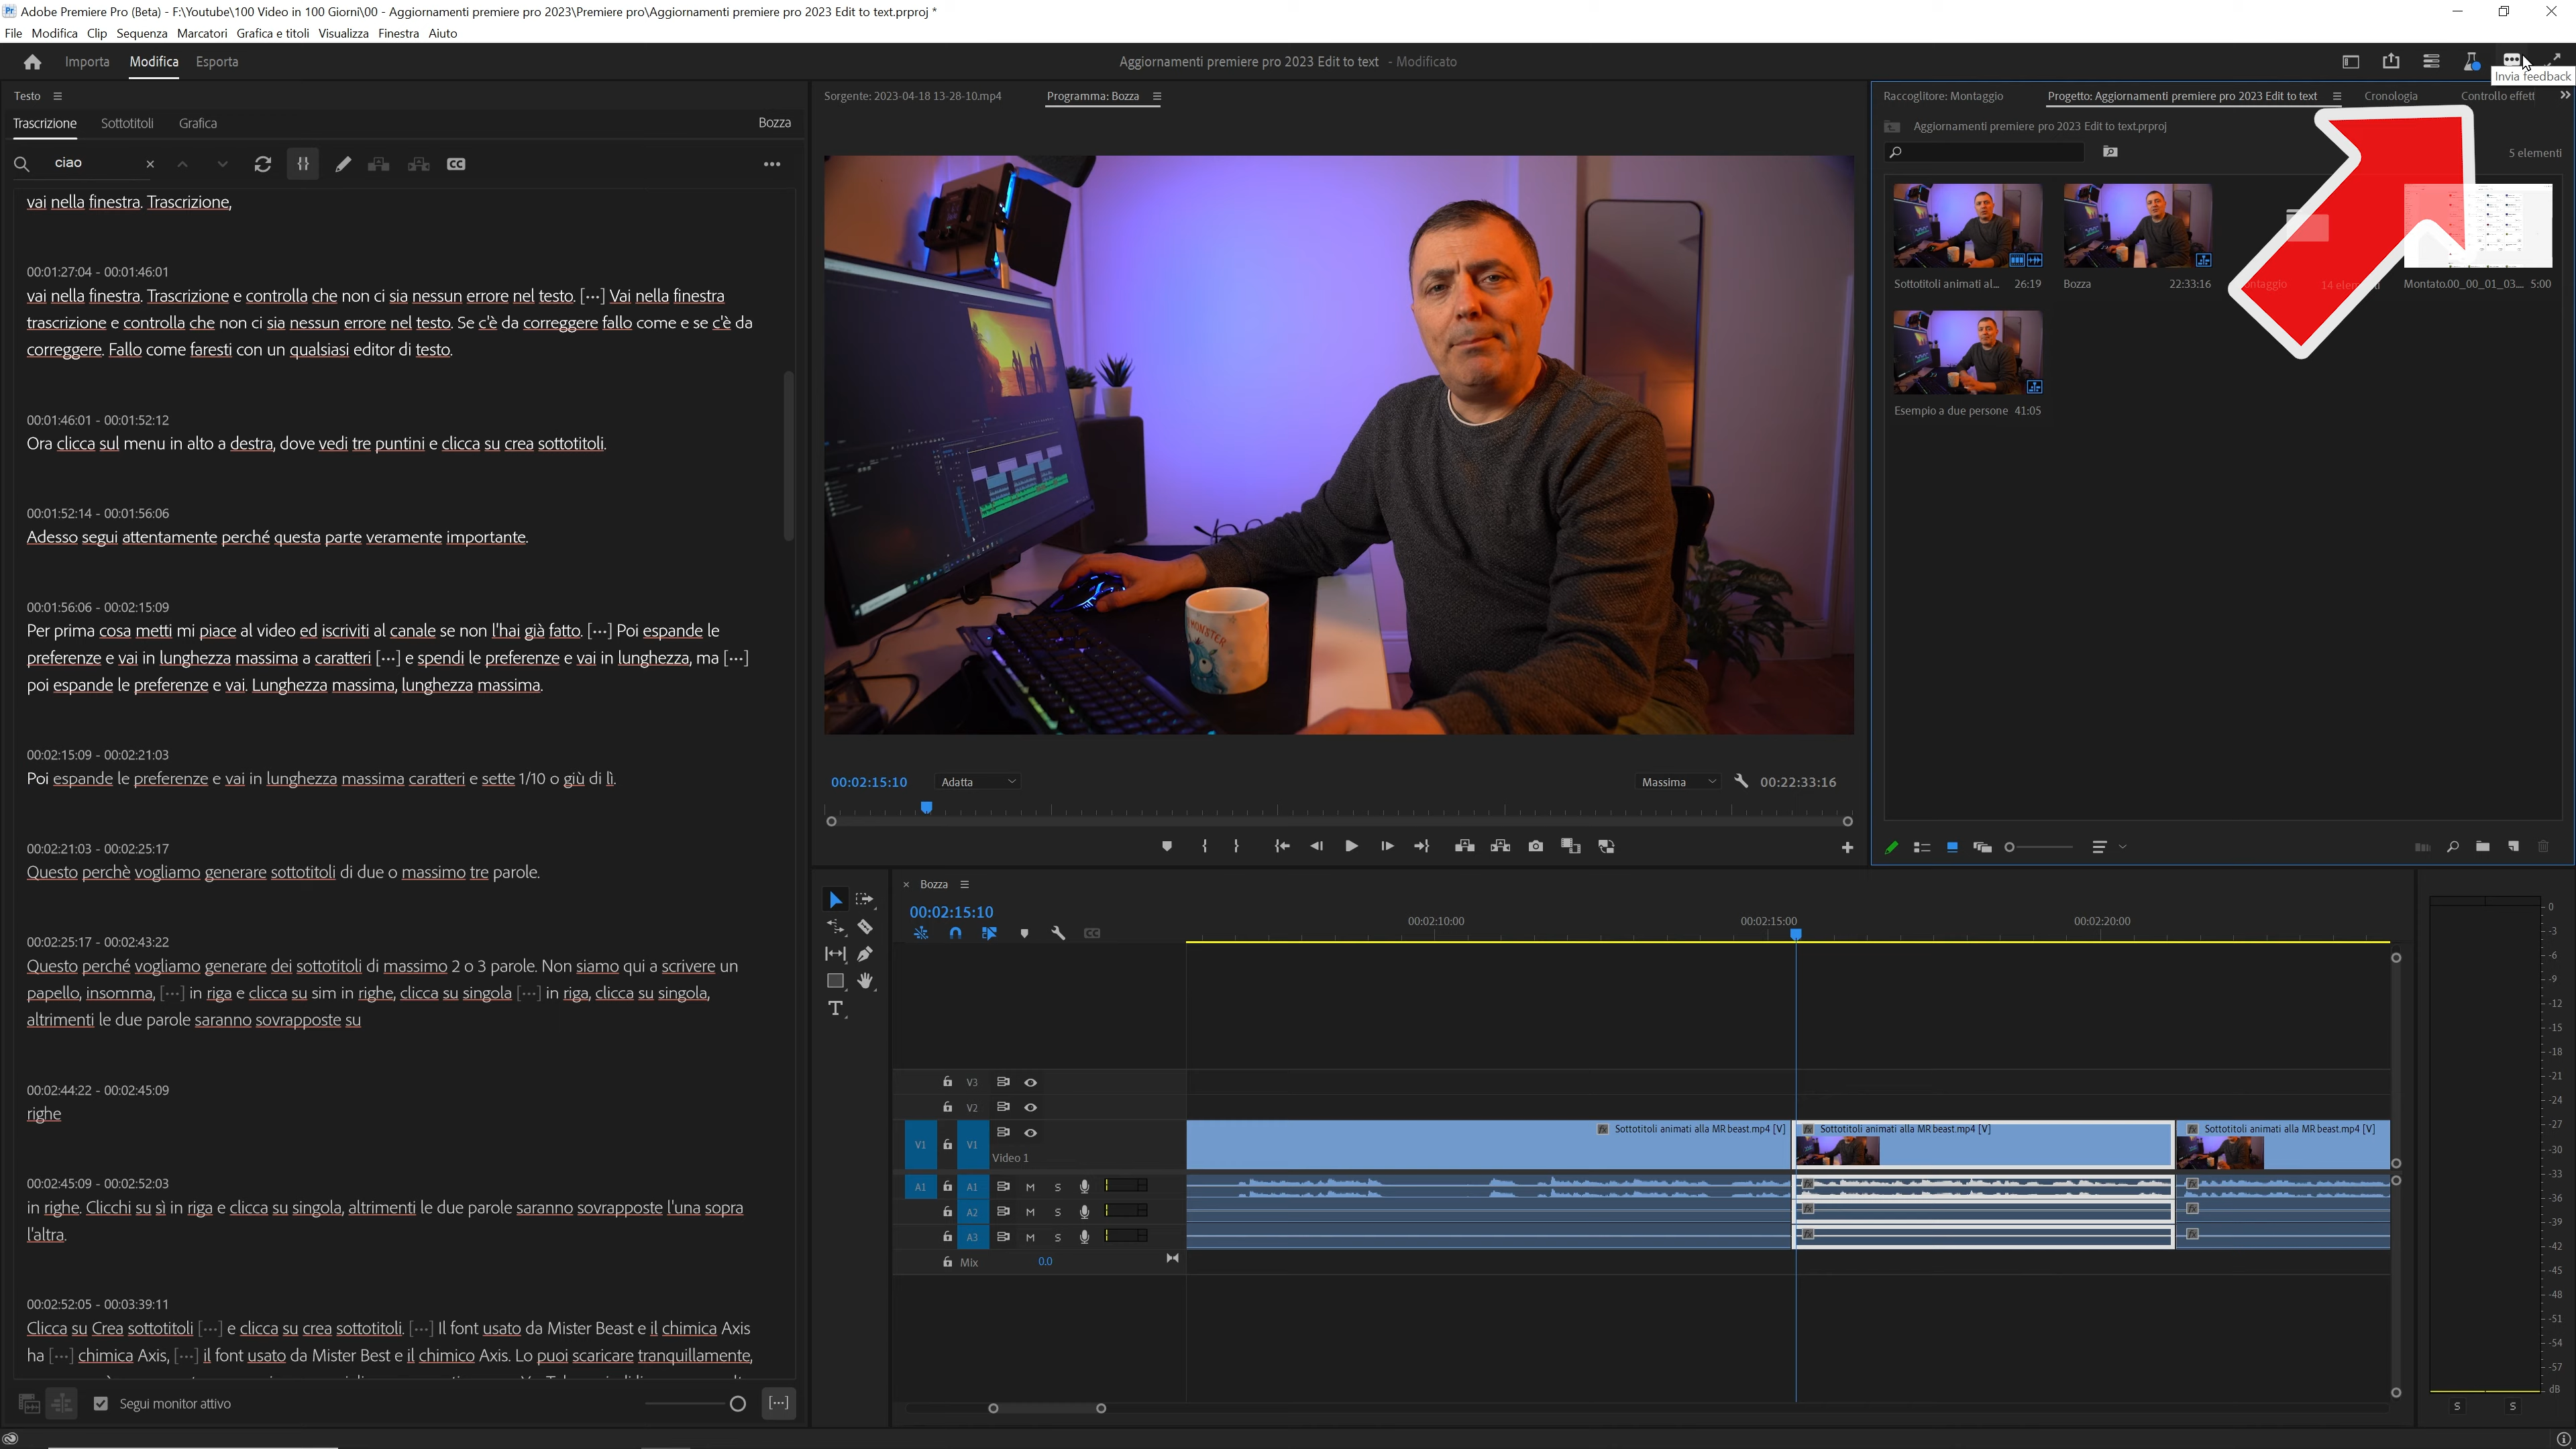 Adobe Premiere Pro (Beta) - F:\Youtube\100 Video in 100 Giorni\00 - Aggiornamenti premiere pro 2023\Premiere pro\Aggiornamenti premiere pro 2023 Edit to text.prproj *
File Modifica Clip Sequenza Marcatori Grafica e titoli Visualizza Finestra Aiuto
Importa Modifica Esporta
Aggiornamenti premiere pro 2023 Edit to text - Modificato
Invia feedback
Testo
Trascrizione Sottotitoli Grafica Bozza
ciao
vai nella finestra. Trascrizione,
00:01:27:04 - 00:01:46:01
vai nella finestra. Trascrizione e controlla che non ci sia nessun errore nel testo. [···] Vai nella finestra
trascrizione e controlla che non ci sia nessun errore nel testo. Se c'è da correggere fallo come e se c'è da
correggere. Fallo come faresti con un qualsiasi editor di testo.
00:01:46:01 - 00:01:52:12
Ora clicca sul menu in alto a destra, dove vedi tre puntini e clicca su crea sottotitoli.
00:01:52:14 - 00:01:56:06
Adesso segui attentamente perché questa parte veramente importante.
00:01:56:06 - 00:02:15:09
Per prima cosa metti mi piace al video ed iscriviti al canale se non l'hai già fatto. [···] Poi espande le
preferenze e vai in lunghezza massima a caratteri [···] e spendi le preferenze e vai in lunghezza, ma [···]
poi espande le preferenze e vai. Lunghezza massima, lunghezza massima.
00:02:15:09 - 00:02:21:03
Poi espande le preferenze e vai in lunghezza massima caratteri e sette 1/10 o giù di lì.
00:02:21:03 - 00:02:25:17
Questo perchè vogliamo generare sottotitoli di due o massimo tre parole.
00:02:25:17 - 00:02:43:22
Questo perché vogliamo generare dei sottotitoli di massimo 2 o 3 parole. Non siamo qui a scrivere un
papello, insomma, [···] in riga e clicca su sim in righe, clicca su singola [···] in riga, clicca su singola,
altrimenti le due parole saranno sovrapposte su
00:02:44:22 - 00:02:45:09
righe
00:02:45:09 - 00:02:52:03
in righe. Clicchi su sì in riga e clicca su singola, altrimenti le due parole saranno sovrapposte l'una sopra
l'altra.
00:02:52:05 - 00:03:39:11
Clicca su Crea sottotitoli [···] e clicca su crea sottotitoli. [···] Il font usato da Mister Beast e il chimica Axis
ha [···] chimica Axis, [···] il font usato da Mister Best e il chimico Axis. Lo puoi scaricare tranquillamente,
Segui monitor attivo
Sorgente: 2023-04-18 13-28-10.mp4 Programma: Bozza
MONSTER
00:02:15:10 Adatta Massima 00:22:33:16
Raccoglitore: Montaggio Progetto: Aggiornamenti premiere pro 2023 Edit to text Cronologia Controllo effetti
Aggiornamenti premiere pro 2023 Edit to text.prproj
5 elementi
Sottotitoli animati al... 26:19 Bozza 22:33:16 Montato.00_00_01_03... 5:00
Esempio a due persone 41:05
Bozza
00:02:15:10
00:02:10:00 00:02:15:00 00:02:20:00
V3
V2
V1 V1
Video 1
Sottotitoli animati alla MR beast.mp4 [V] Sottotitoli animati alla MR beast.mp4 [V] Sottotitoli animati alla MR beast.mp4 [V]
A1 A1 M S
A2 M S
A3 M S
Mix 0,0
0
-3
-6
-9
-12
-15
-18
-21
-24
-27
-30
-33
-36
-39
-42
-45
-48
-51
-54
-57
dB
S S